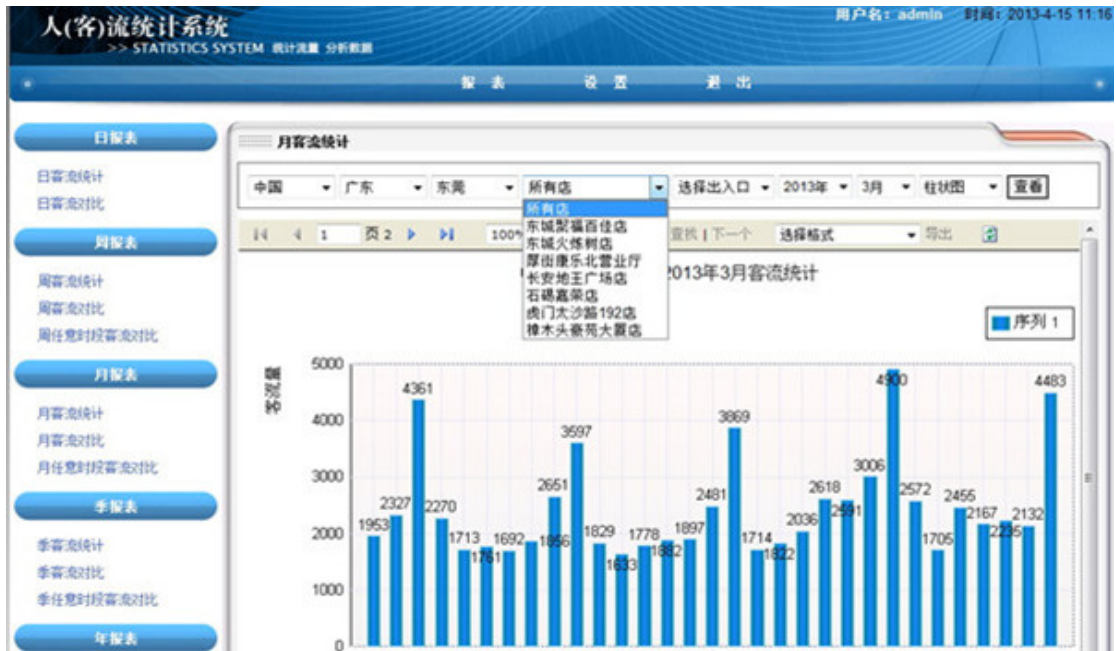 人(客)流统计系统
用户名: admin 时间: 2013-4-15 11:16
>> STATISTICS SYSTEM 统计流量 分析数据
报 表 设 置 退 出
日报表
日客流统计
日客流对比
周报表
周客流统计
周客流对比
周任意时段客流对比
月报表
月客流统计
月客流对比
月任意时段客流对比
季报表
季客流统计
季客流对比
季任意时段客流对比
年报表
月客流统计
中国 广东 东莞 所有店 选择出入口 2013年 3月 柱状图 查看
所有店
东城聚福百佳店
东城火炼树店
厚街康乐北营业厅
长安地王广场店
石碣嘉荣店
虎门太沙路192店
樟木头豪苑大厦店
1 页 2 100% 查找 | 下一个 选择格式 导出
2013年3月客流统计
序列 1
客流量
5000
4000
3000
2000
1000
0
1953
2327
4361
2270
1713
1761
1692
1856
2651
3597
1829
1633
1778
1882
1897
2481
3869
1714
1822
2036
2618
2591
3006
4900
2572
1705
2455
2167
2235
2132
4483